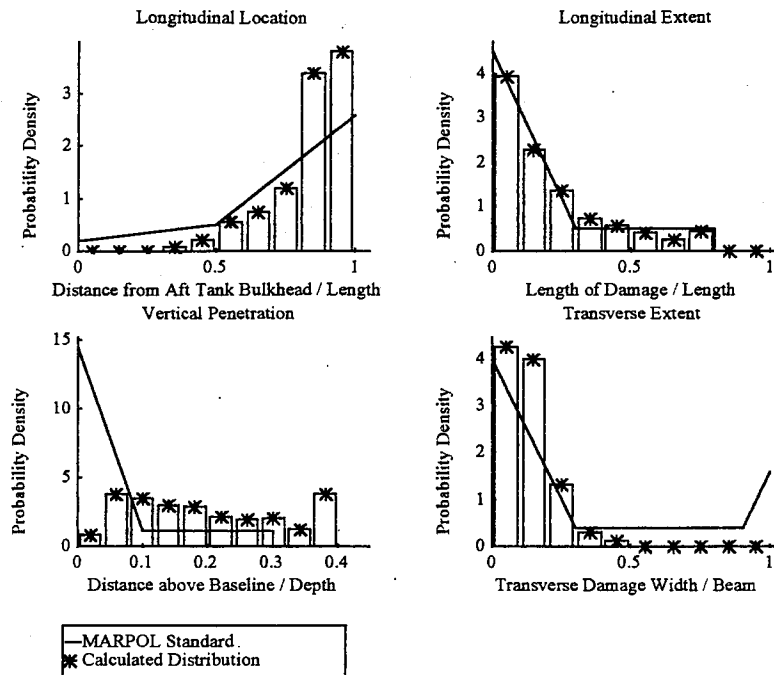 Longitudinal Location
Probability Density
3
2
1
0
0
0.5
1
Distance from Aft Tank Bulkhead / Length
Longitudinal Extent
Probability Density
4
3
2
1
0
0
0.5
1
Length of Damage / Length
Vertical Penetration
Probability Density
15
10
5
0
0
0.1
0.2
0.3
0.4
Distance above Baseline / Depth
Transverse Extent
Probability Density
4
3
2
1
0
0
0.5
1
Transverse Damage Width / Beam
MARPOL Standard
Calculated Distribution